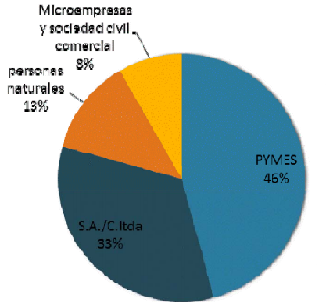 Microempresas
y sociedad civil
comercial
8%
personas
naturales
13%
PYMES
46%
S.A./C.ltda
33%